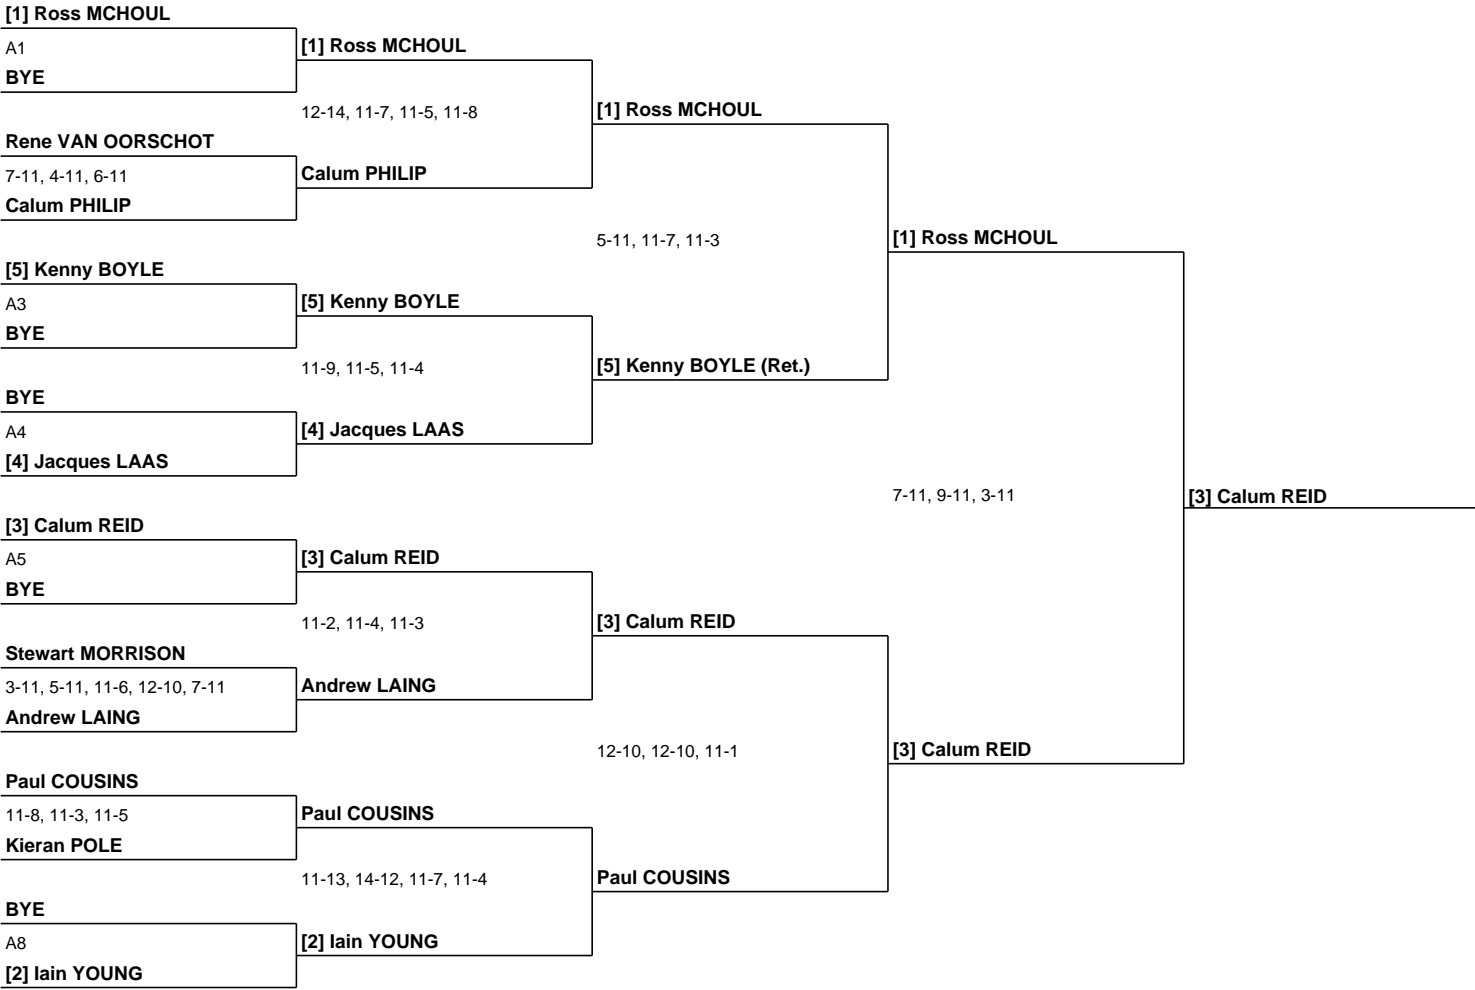 [1] Ross MCHOUL
A1
BYE
Rene VAN OORSCHOT
7-11, 4-11, 6-11
Calum PHILIP
[5] Kenny BOYLE
A3
BYE
BYE
A4
[4] Jacques LAAS
[3] Calum REID
A5
BYE
Stewart MORRISON
3-11, 5-11, 11-6, 12-10, 7-11
Andrew LAING
Paul COUSINS
11-8, 11-3, 11-5
Kieran POLE
BYE
A8
[2] Iain YOUNG
[1] Ross MCHOUL
12-14, 11-7, 11-5, 11-8
Calum PHILIP
[5] Kenny BOYLE
11-9, 11-5, 11-4
[4] Jacques LAAS
[3] Calum REID
11-2, 11-4, 11-3
Andrew LAING
Paul COUSINS
11-13, 14-12, 11-7, 11-4
[2] Iain YOUNG
[1] Ross MCHOUL
5-11, 11-7, 11-3
[5] Kenny BOYLE (Ret.)
[3] Calum REID
12-10, 12-10, 11-1
Paul COUSINS
[1] Ross MCHOUL
7-11, 9-11, 3-11
[3] Calum REID
[3] Calum REID